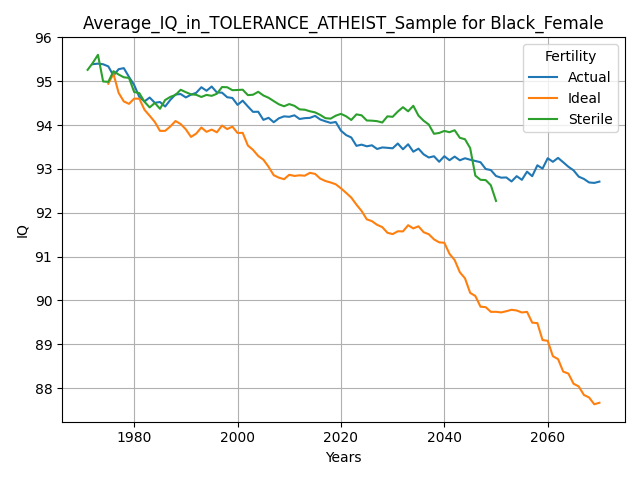 Average_IQ_in_TOLERANCE_ATHEIST_Sample for Black_Female
Fertility
Actual
Ideal
Sterile
IQ
96
95
94
93
92
91
90
89
88
1980 2000 2020 2040 2060
Years